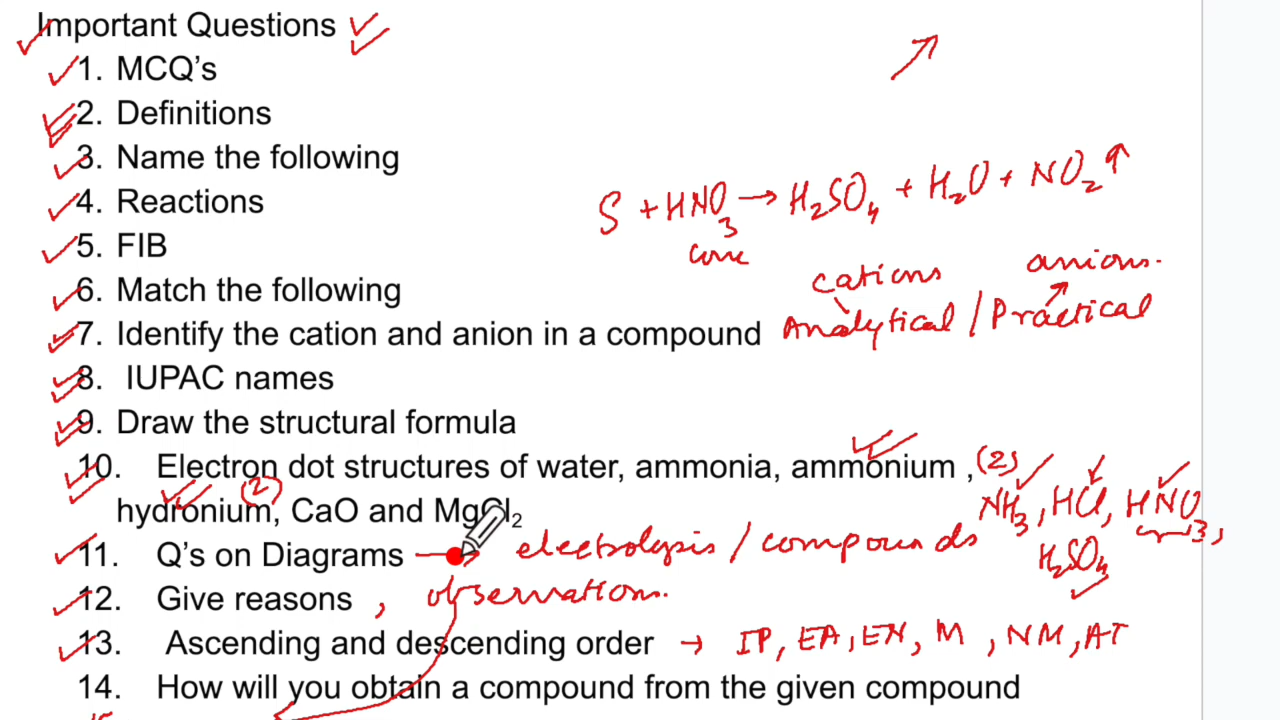 Important Questions
1. MCQ's
2. Definitions
3. Name the following
4. Reactions
5. FIB
S + HNO3 → H2SO4 + H2O + NO2 ↑
conc
6. Match the following
cations anions.
7. Identify the cation and anion in a compound Analytical / Practical
8. IUPAC names
9. Draw the structural formula
10. Electron dot structures of water, ammonia, ammonium , (2)
hydronium, (2) CaO and MgCl2
NH3, HCl, HNO3,
H2SO4
11. Q's on Diagrams → electrolysis / compounds
12. Give reasons , observations.
13. Ascending and descending order → IP, EA, EN, M , NM, AT
14. How will you obtain a compound from the given compound